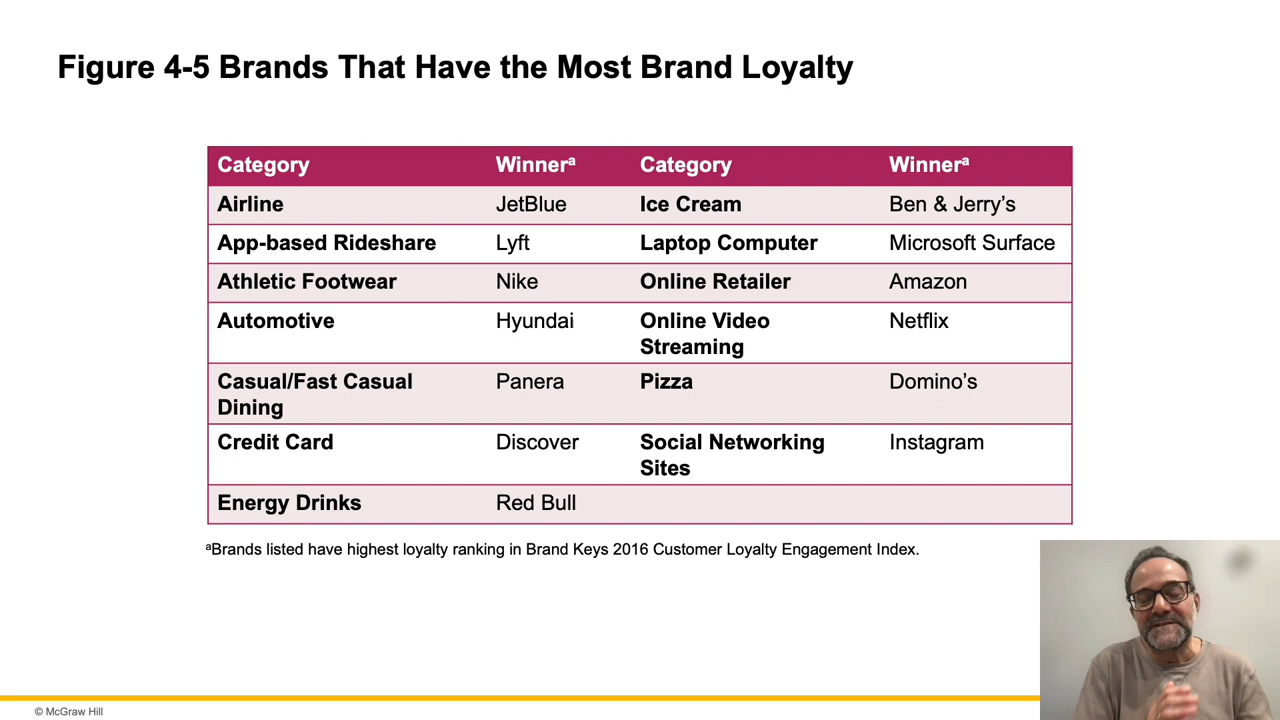 Figure 4-5 Brands That Have the Most Brand Loyalty
Category Winnerᵃ Category Winnerᵃ
Airline JetBlue Ice Cream Ben & Jerry’s
App-based Rideshare Lyft Laptop Computer Microsoft Surface
Athletic Footwear Nike Online Retailer Amazon
Automotive Hyundai Online Video Netflix
Streaming
Casual/Fast Casual Panera Pizza Domino’s
Dining
Credit Card Discover Social Networking Instagram
Sites
Energy Drinks Red Bull
ᵃBrands listed have highest loyalty ranking in Brand Keys 2016 Customer Loyalty Engagement Index.
© McGraw Hill